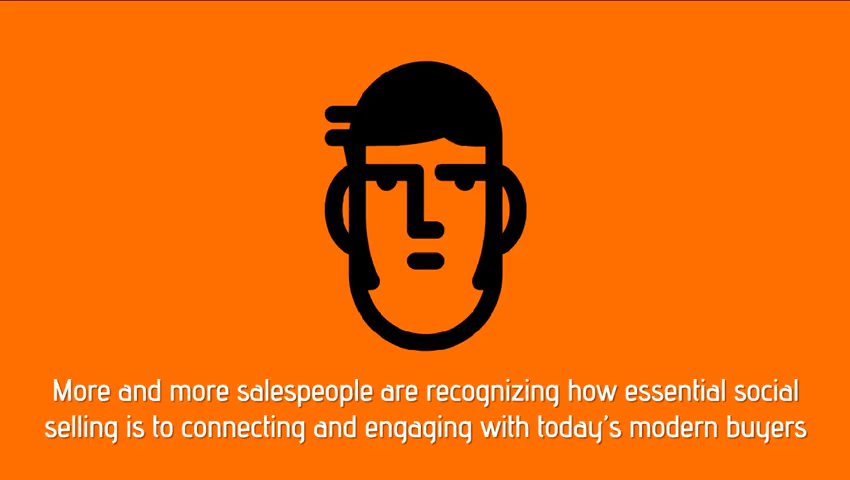 More and more salespeople are recognizing how essential social
selling is to connecting and engaging with today's modern buyers